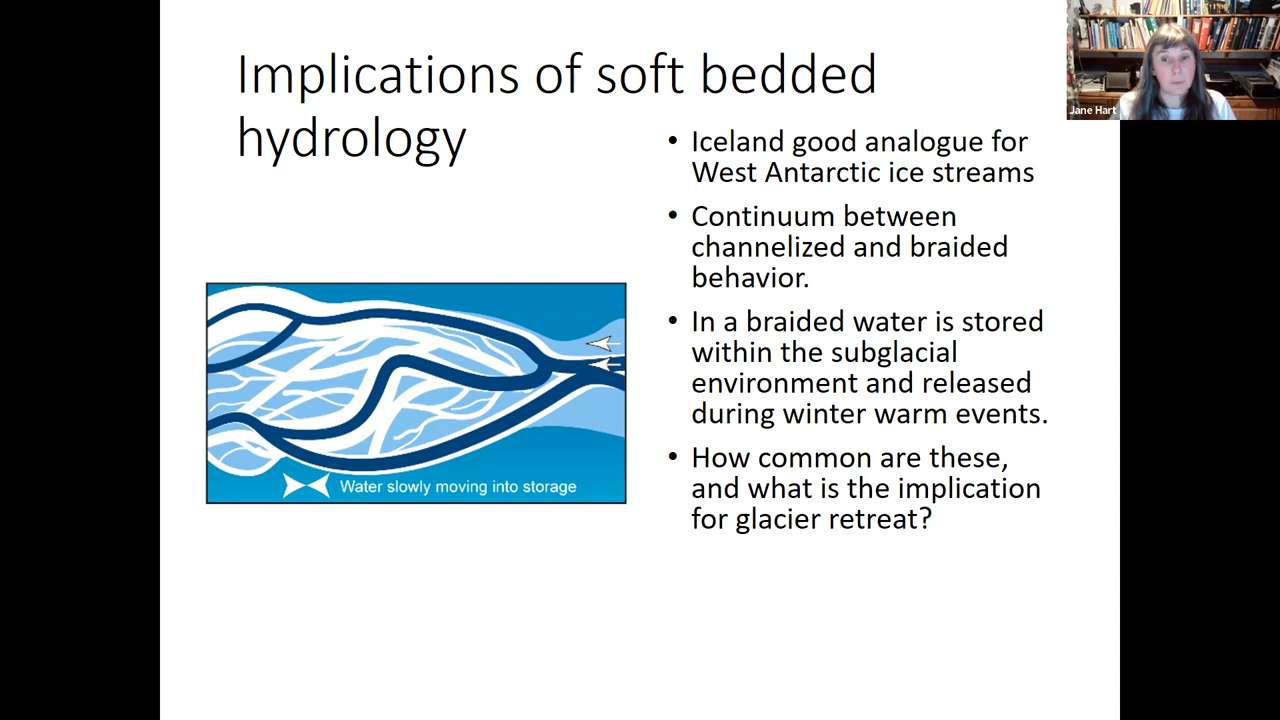 Implications of soft bedded
hydrology
• Iceland good analogue for
West Antarctic ice streams
• Continuum between
channelized and braided
behavior.
• In a braided water is stored
within the subglacial
environment and released
during winter warm events.
• How common are these,
and what is the implication
for glacier retreat?
Water slowly moving into storage
Jane Hart